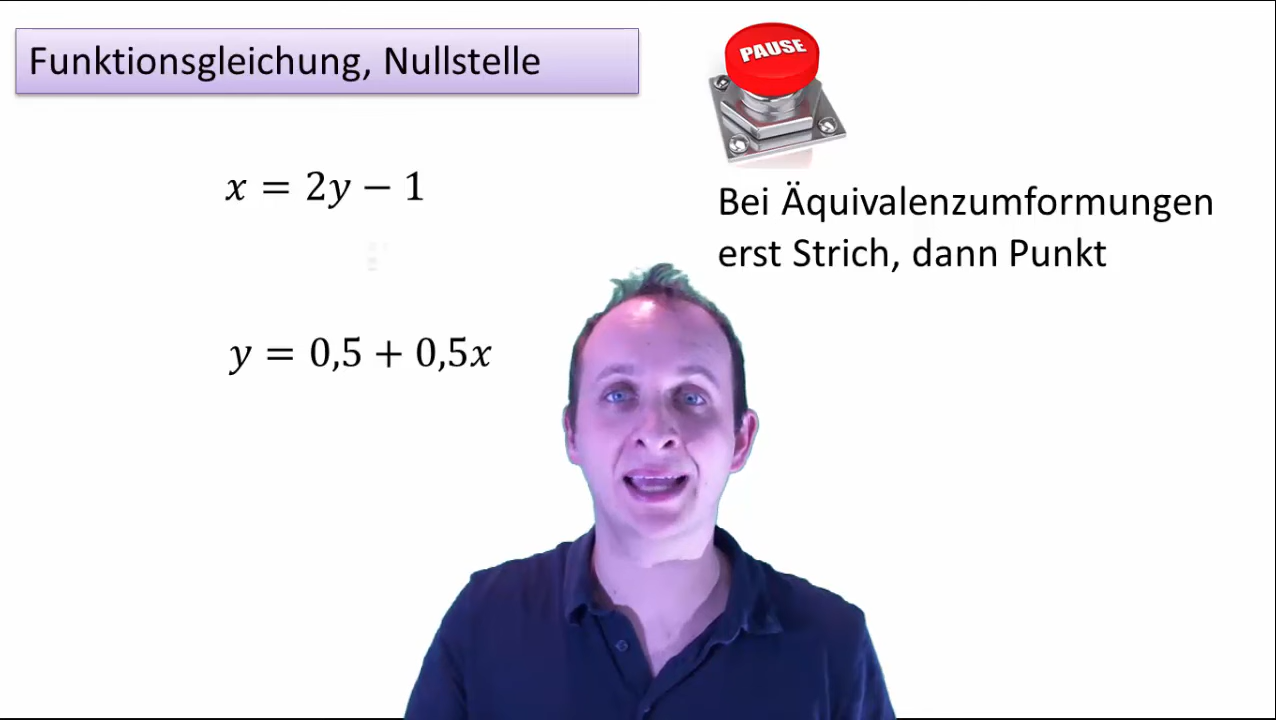 Funktionsgleichung, Nullstelle
PAUSE
x = 2y − 1
Bei Äquivalenzumformungen
erst Strich, dann Punkt
y = 0,5 + 0,5x